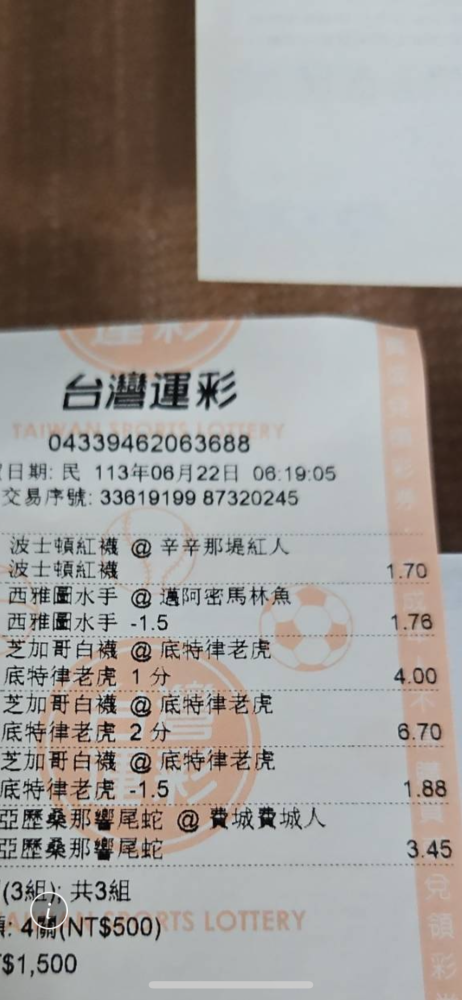 台灣運彩
TAIWAN SPORTS LOTTERY
04339462063688
日期: 民 113年06月22日 06:19:05
交易序號: 33619199 87320245
波士頓紅襪 @ 辛辛那堤紅人
波士頓紅襪 1.70
西雅圖水手 @ 邁阿密馬林魚
西雅圖水手 -1.5 1.76
芝加哥白襪 @ 底特律老虎
底特律老虎 1 分 4.00
芝加哥白襪 @ 底特律老虎
底特律老虎 2 分 6.70
芝加哥白襪 @ 底特律老虎
底特律老虎 -1.5 1.88
亞歷桑那響尾蛇 @ 費城費城人
亞歷桑那響尾蛇 3.45
(3組): 共3組
: 4關(NT$500)
SPORTS LOTTERY
$1,500